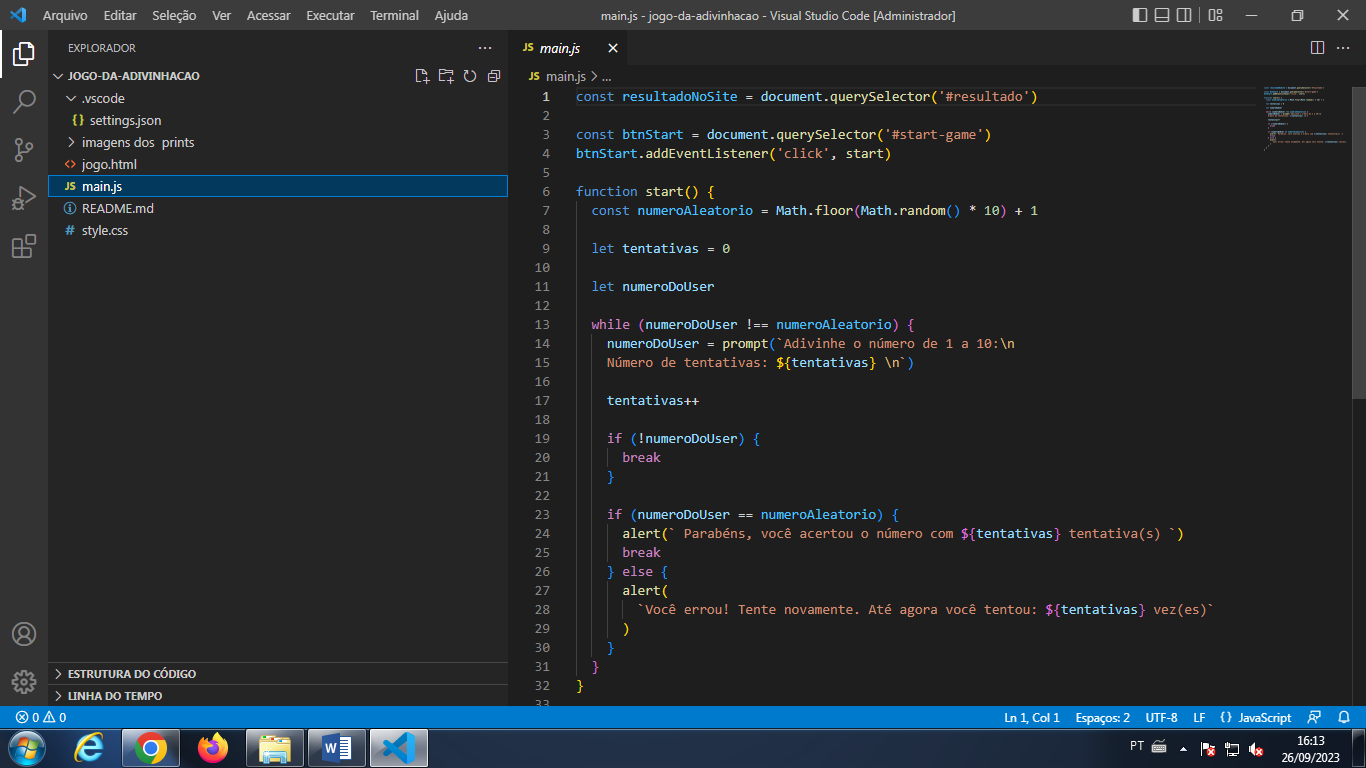 Arquivo Editar Seleção Ver Acessar Executar Terminal Ajuda main.js - jogo-da-adivinhacao - Visual Studio Code [Administrador]
EXPLORADOR
JOGO-DA-ADIVINHACAO
.vscode
{} settings.json
imagens dos prints
<> jogo.html
JS main.js
README.md
# style.css
ESTRUTURA DO CÓDIGO
LINHA DO TEMPO
JS main.js
JS main.js > ...
1 const resultadoNoSite = document.querySelector('#resultado')
2
3 const btnStart = document.querySelector('#start-game')
4 btnStart.addEventListener('click', start)
5
6 function start() {
7 const numeroAleatorio = Math.floor(Math.random() * 10) + 1
8
9 let tentativas = 0
10
11 let numeroDoUser
12
13 while (numeroDoUser !== numeroAleatorio) {
14 numeroDoUser = prompt(`Adivinhe o número de 1 a 10:\n
15 Número de tentativas: ${tentativas} \n`)
16
17 tentativas++
18
19 if (!numeroDoUser) {
20 break
21 }
22
23 if (numeroDoUser == numeroAleatorio) {
24 alert(` Parabéns, você acertou o número com ${tentativas} tentativa(s) `)
25 break
26 } else {
27 alert(
28 `Você errou! Tente novamente. Até agora você tentou: ${tentativas} vez(es)`
29 )
30 }
31 }
32 }
33
0 0 Ln 1, Col 1 Espaços: 2 UTF-8 LF {} JavaScript
PT 16:13
26/09/2023